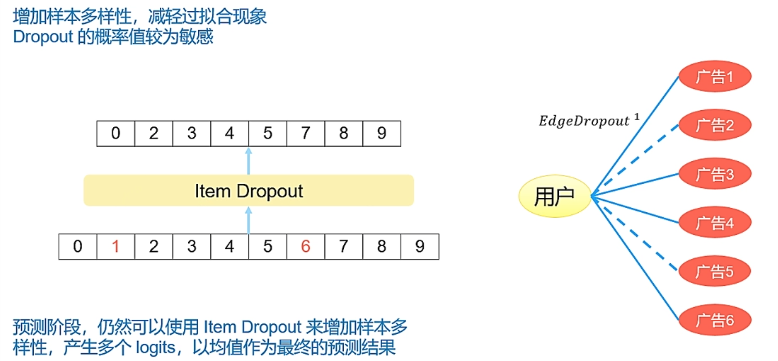 增加样本多样性，减轻过拟合现象
Dropout 的概率值较为敏感
0 2 3 4 5 7 8 9
Item Dropout
0 1 2 3 4 5 6 7 8 9
预测阶段，仍然可以使用 Item Dropout 来增加样本多
样性，产生多个 logits，以均值作为最终的预测结果
EdgeDropout ¹
用户
广告1
广告2
广告3
广告4
广告5
广告6